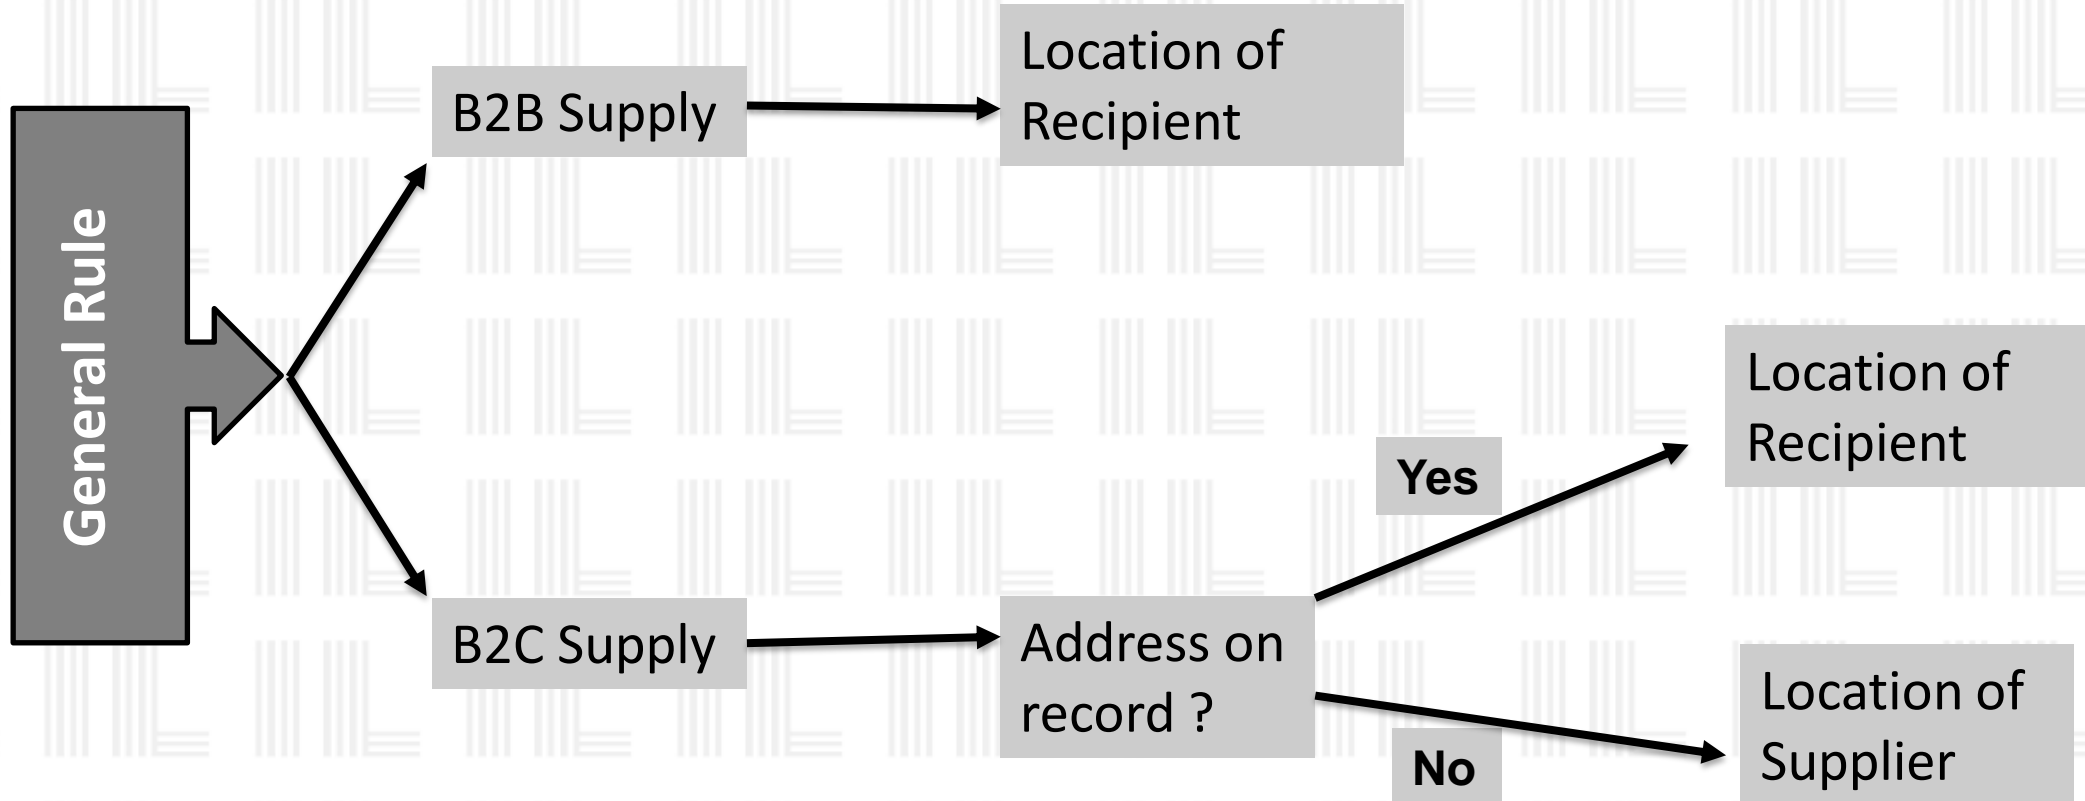 General Rule
B2B Supply
Location of
Recipient
B2C Supply
Address on
record ?
Yes
Location of
Recipient
No
Location of
Supplier